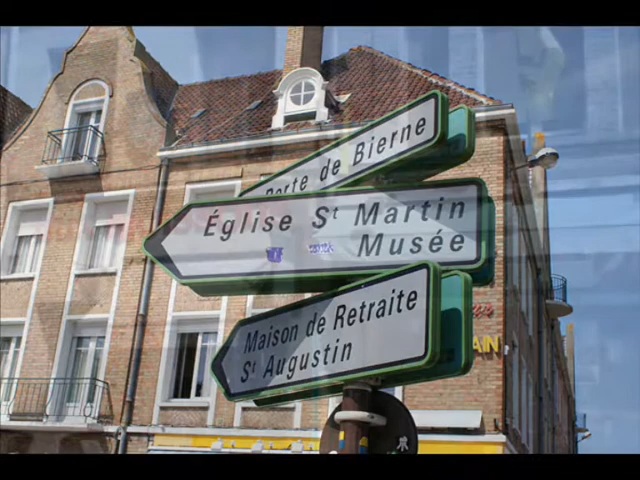 Porte de Bierne
Église St Martin
Musée
Maison de Retraite
St Augustin